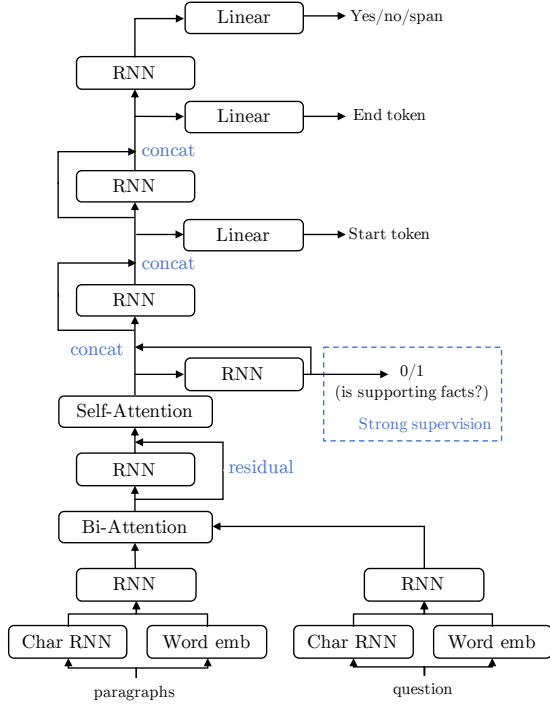 Linear
Yes/no/span
RNN
Linear
End token
concat
RNN
Linear
Start token
concat
RNN
concat
RNN
0/1
(is supporting facts?)
Strong supervision
Self-Attention
RNN
residual
Bi-Attention
RNN
RNN
Char RNN
Word emb
Char RNN
Word emb
paragraphs
question